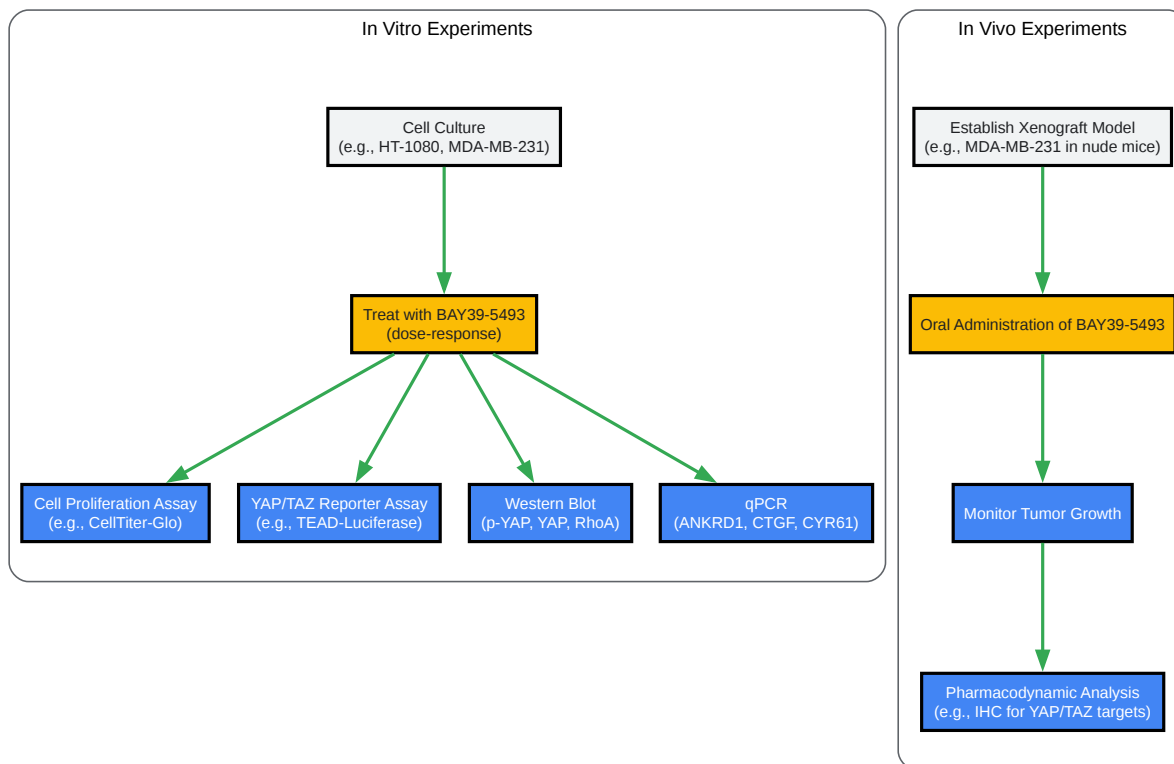 In Vitro Experiments
Cell Culture
(e.g., HT-1080, MDA-MB-231)
Treat with BAY39-5493
(dose-response)
Cell Proliferation Assay
(e.g., CellTiter-Glo)
YAP/TAZ Reporter Assay
(e.g., TEAD-Luciferase)
Western Blot
(p-YAP, YAP, RhoA)
qPCR
(ANKRD1, CTGF, CYR61)
In Vivo Experiments
Establish Xenograft Model
(e.g., MDA-MB-231 in nude mice)
Oral Administration of BAY39-5493
Monitor Tumor Growth
Pharmacodynamic Analysis
(e.g., IHC for YAP/TAZ targets)